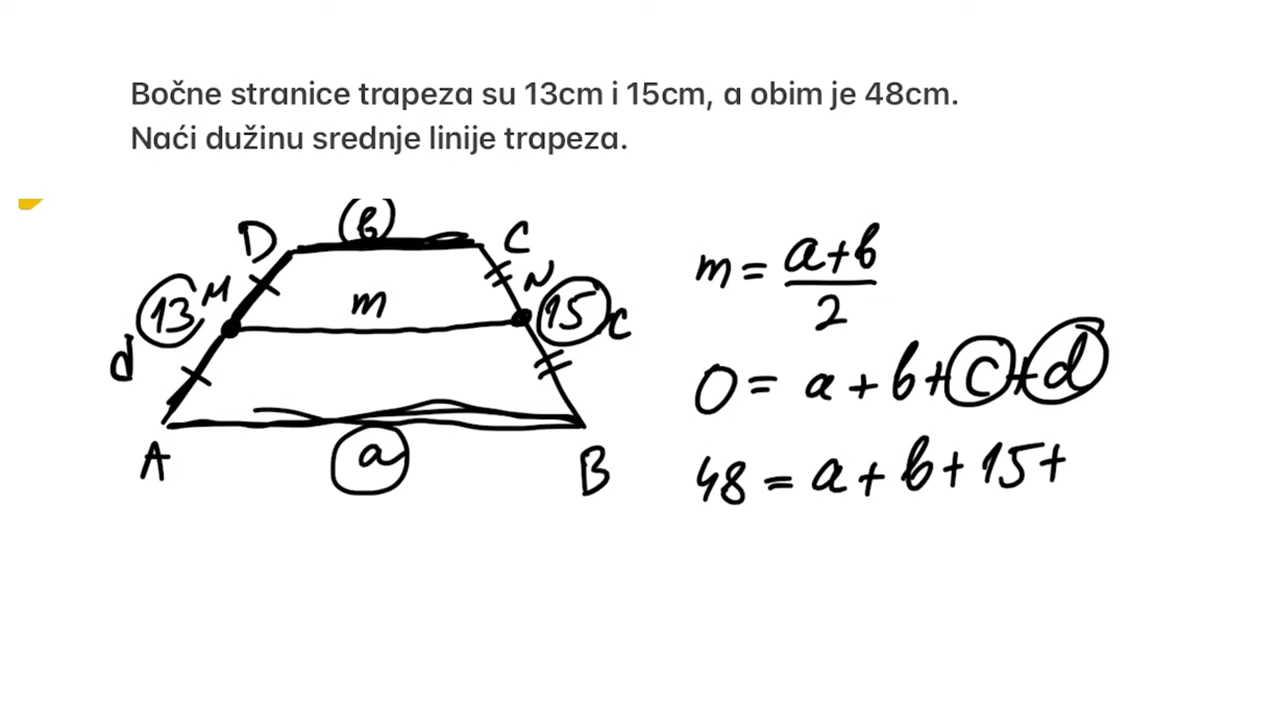 Bočne stranice trapeza su 13cm i 15cm, a obim je 48cm.
Naći dužinu srednje linije trapeza.
(b)
D C
13 M m N 15 c
d
A a B
m = a+b/2
O = a+b+c+d
48 = a+b+15+